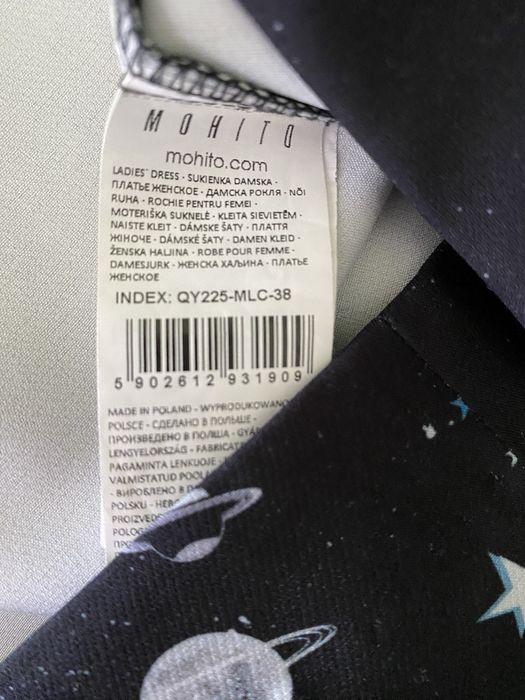 MOHITO
mohito.com
LADIES' DRESS · SUKIENKA DAMSKA ·
ПЛАТЬЕ ЖЕНСКОЕ · ДАМСКА РОКЛЯ · NŐI
RUHA · ROCHIE PENTRU FEMEI ·
MOTERIŠKA SUKNELĖ · KLEITA SIEVIETĒM ·
NAISTE KLEIT · DÁMSKÉ ŠATY · ПЛАТТЯ
ЖІНОЧЕ · DÁMSKÉ ŠATY · DAMEN KLEID ·
ŽENSKA HALJINA · ROBE POUR FEMME ·
DAMESJURK · ЖЕНСКА ХАЉИНА · ПЛАТЬЕ
ЖЕНСКОЕ
INDEX: QY225-MLC-38
5 902612 931909
MADE IN POLAND - WYPRODUKOWANO
POLSCE - СДЕЛАНО В ПОЛЬШЕ -
ПРОИЗВЕДЕНО В ПОЛША -
LENGYELORSZÁG -
PAGAMINTA LENKIJOJE -
VALMISTATUD
- ВИРОБЛЕНО В
POLSKU -